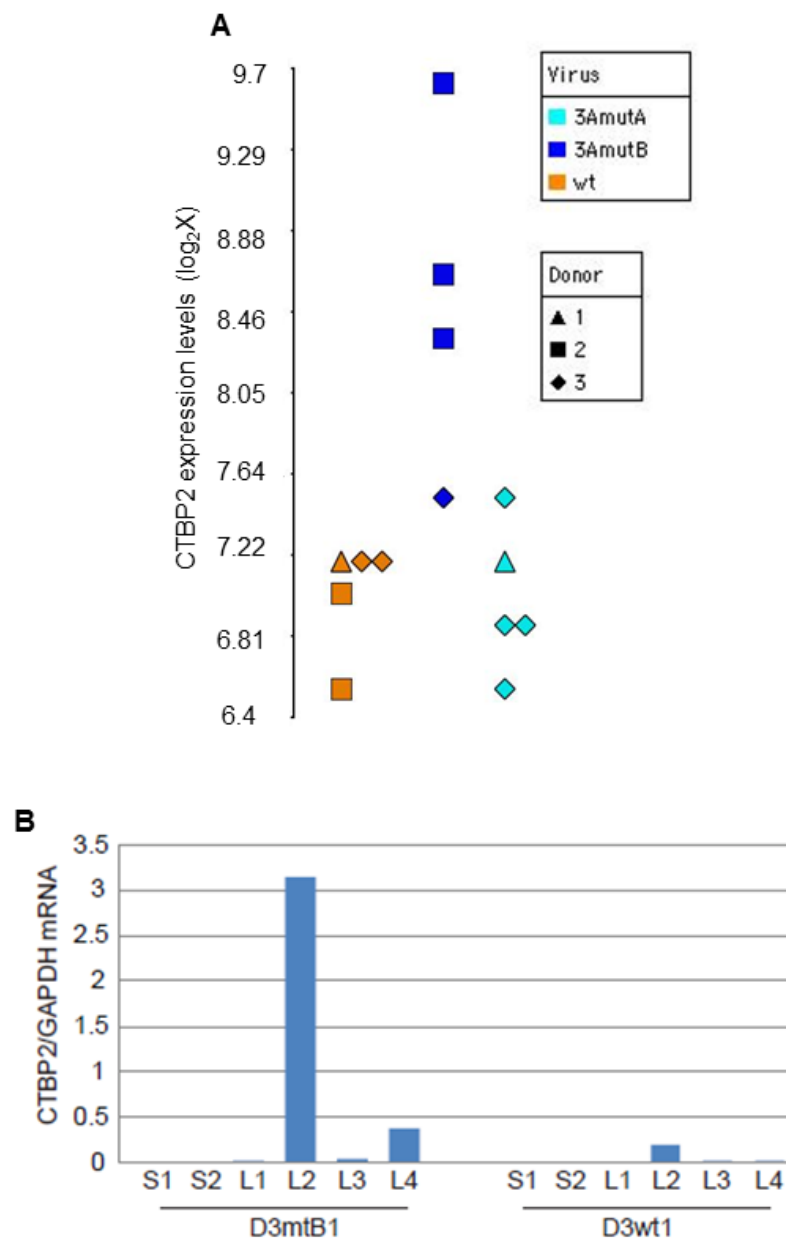 A
CTBP2 expression levels (log₂X)
9.7
9.29
8.88
8.46
8.05
7.64
7.22
6.81
6.4
Virus
3AmutA
3AmutB
wt
Donor
1
2
3
B
CTBP2/GAPDH mRNA
3.5
3
2.5
2
1.5
1
0.5
0
S1 S2 L1 L2 L3 L4 S1 S2 L1 L2 L3 L4
D3mtB1 D3wt1